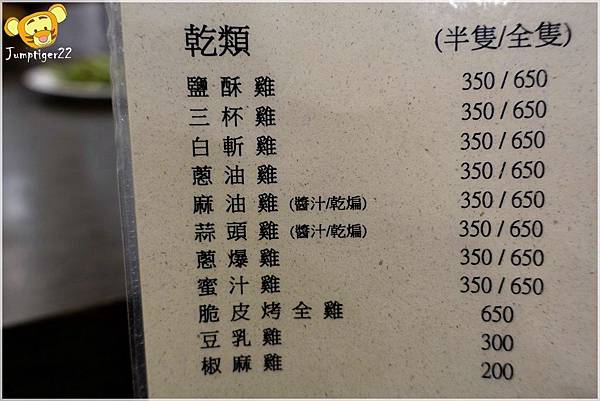 Jumptiger22
乾類 (半隻/全隻)
鹽酥雞 350 / 650
三杯雞 350 / 650
白斬雞 350 / 650
蔥油雞 350 / 650
麻油雞 (醬汁/乾煸) 350 / 650
蒜頭雞 (醬汁/乾煸) 350 / 650
蔥爆雞 350 / 650
蜜汁雞 350 / 650
脆皮烤全雞 650
豆乳雞 300
椒麻雞 200